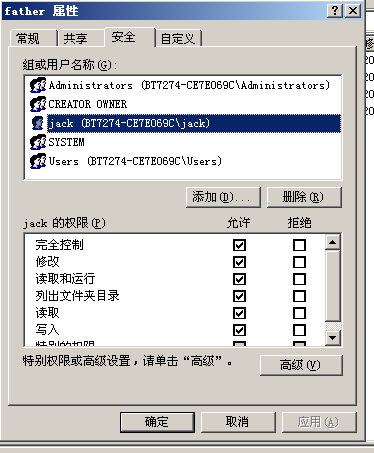 father 属性
常规 共享 安全 自定义
组或用户名称(G):
Administrators (BT7274-CE7E069C\Administrators)
CREATOR OWNER
jack (BT7274-CE7E069C\jack)
SYSTEM
Users (BT7274-CE7E069C\Users)
添加(D)... 删除(R)
jack 的权限(P) 允许 拒绝
完全控制
修改
读取和运行
列出文件夹目录
读取
写入
特别的权限
特别权限或高级设置,请单击“高级”。 高级(V)
确定 取消 应用(A)